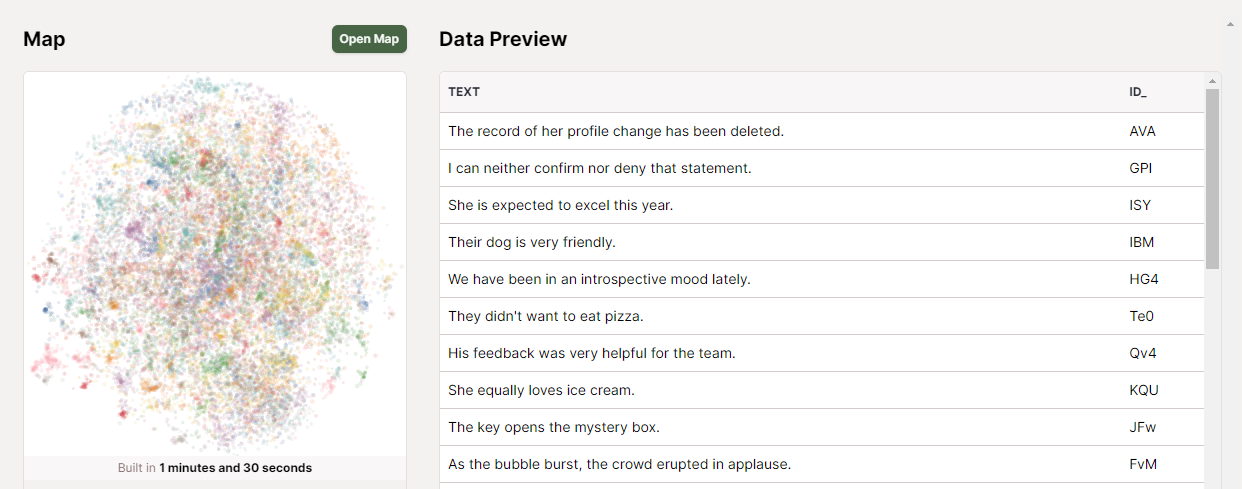 Map
Open Map
Built in 1 minutes and 30 seconds
Data Preview
TEXT ID_
The record of her profile change has been deleted. AVA
I can neither confirm nor deny that statement. GPI
She is expected to excel this year. ISY
Their dog is very friendly. IBM
We have been in an introspective mood lately. HG4
They didn't want to eat pizza. Te0
His feedback was very helpful for the team. Qv4
She equally loves ice cream. KQU
The key opens the mystery box. JFw
As the bubble burst, the crowd erupted in applause. FvM